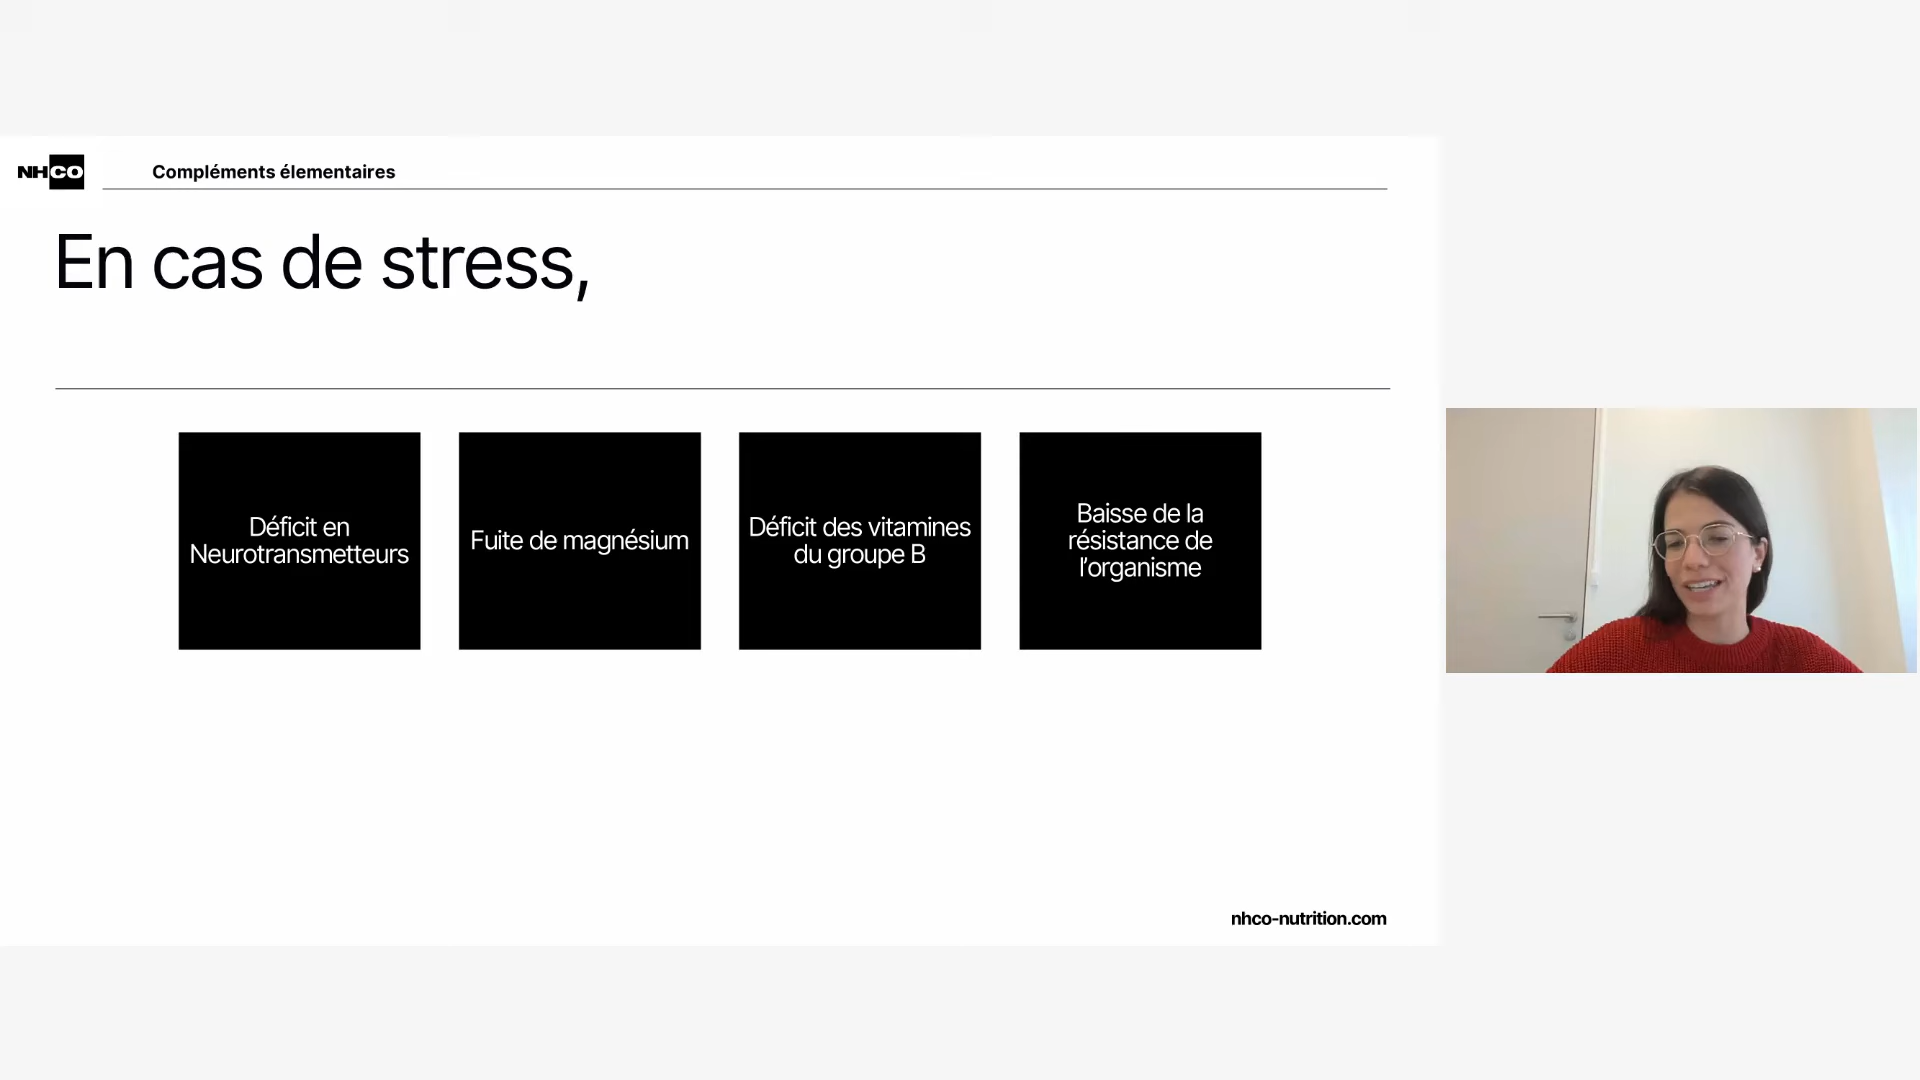 NHCO
Compléments élementaires
En cas de stress,
Déficit en
Neurotransmetteurs
Fuite de magnésium
Déficit des vitamines
du groupe B
Baisse de la
résistance de
l'organisme
nhco-nutrition.com